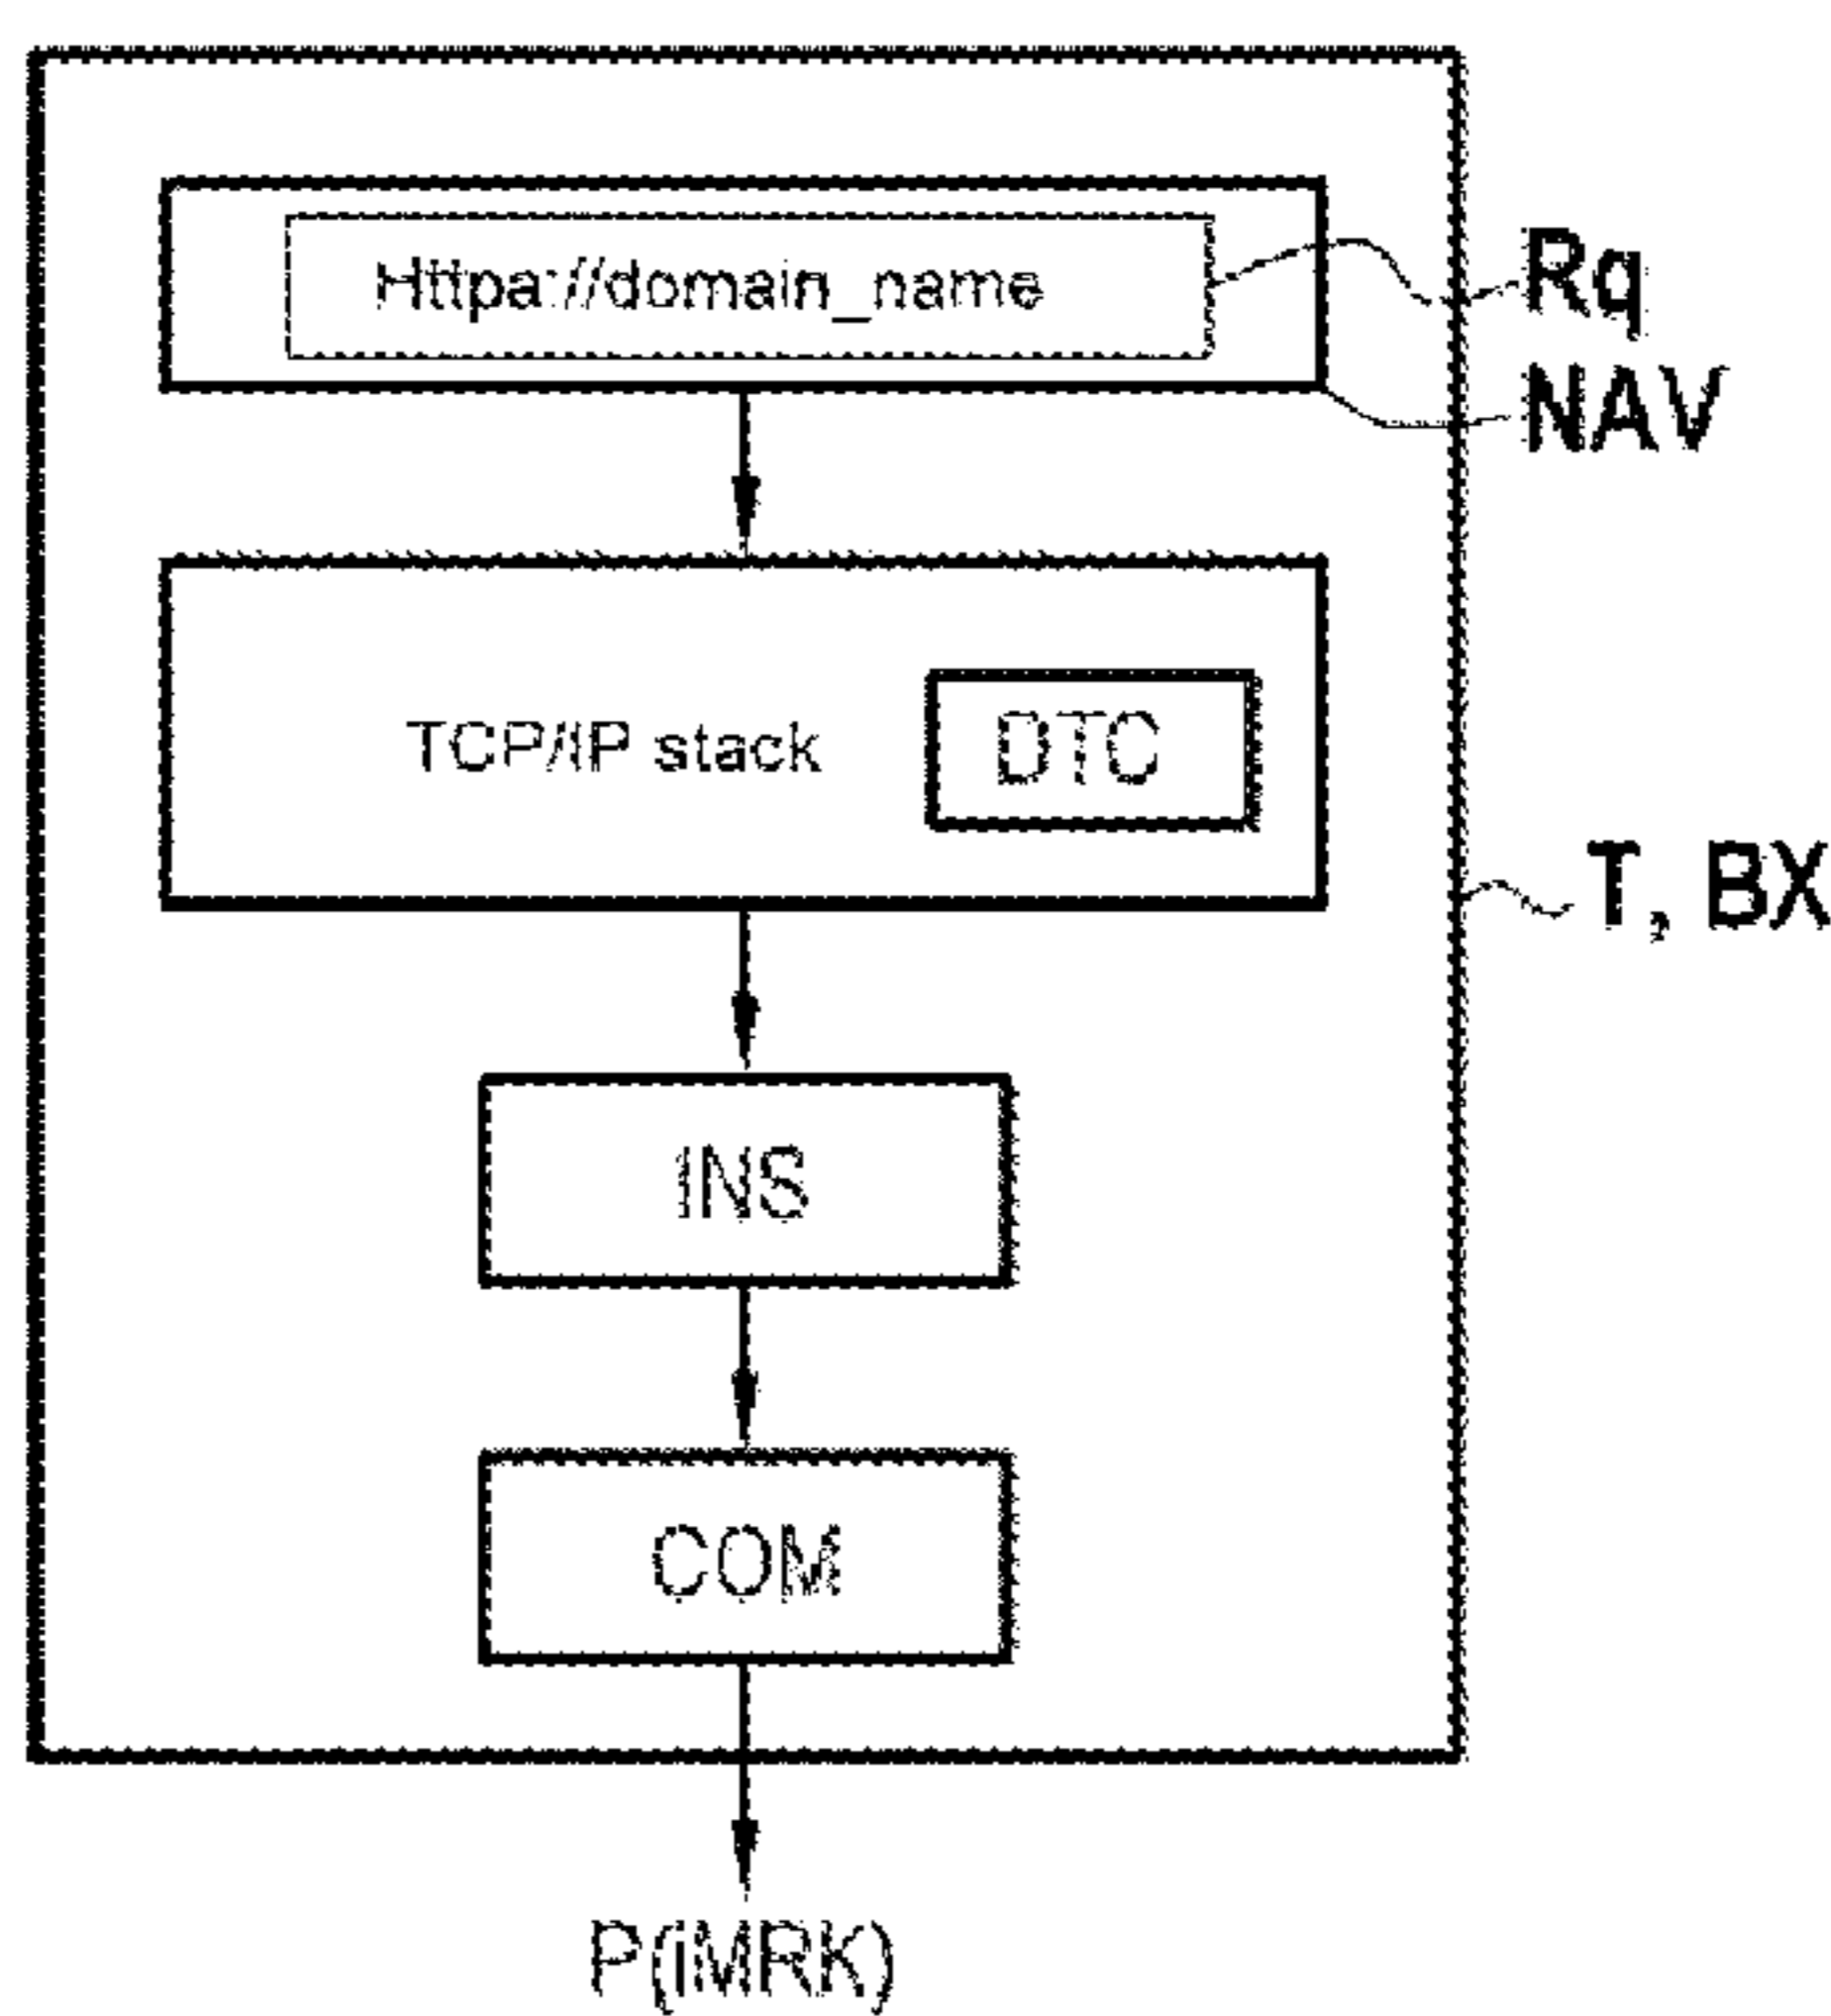 Httpa://domain_name
Rq
NAV
TCP/IP stack
DTC
T, BX
INS
COM
P(iMRK)